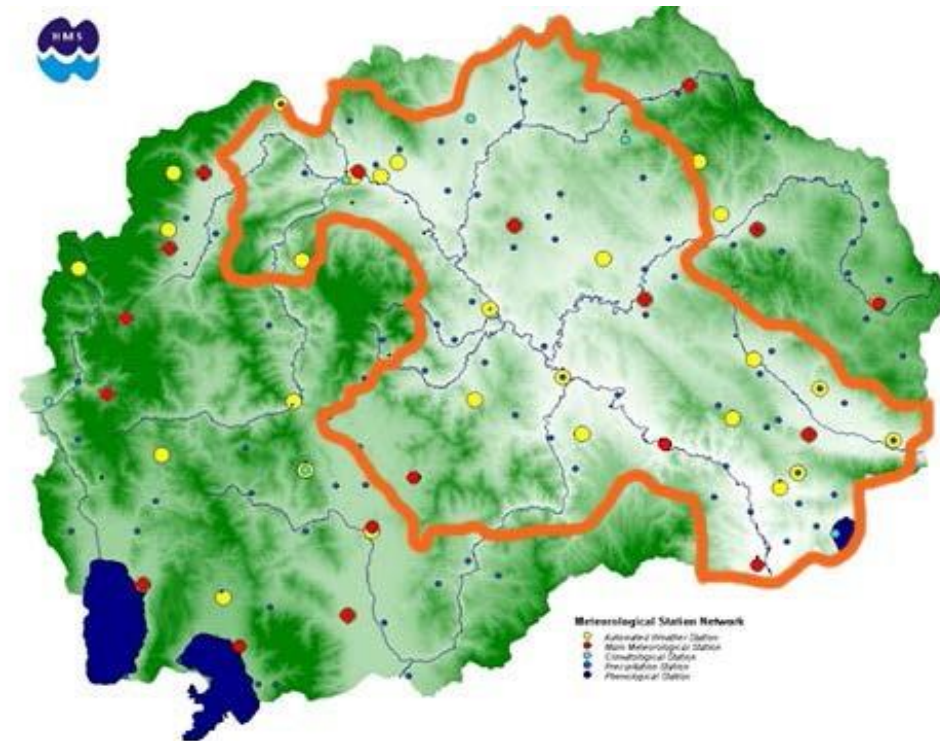 HMS
Meteorological Station Network
Automated Weather Station
Main Meteorological Station
Climatological Station
Precipitation Station
Phenological Station